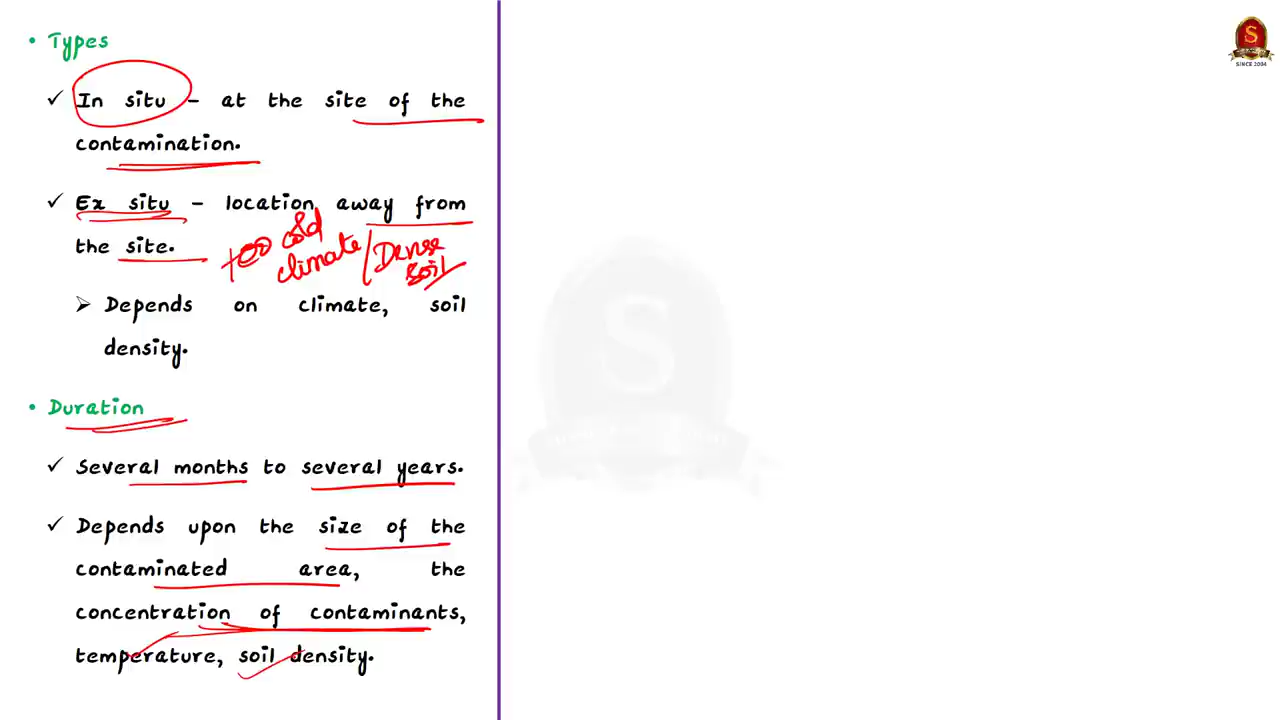 • Types
✓ In situ - at the site of the
contamination.
✓ Ex situ - location away from
the site.
too cold
climate / Dense
soil
➢ Depends on climate, soil
density.
• Duration
✓ Several months to several years.
✓ Depends upon the size of the
contaminated area, the
concentration of contaminants,
temperature, soil density.
S
SINCE 2004
S